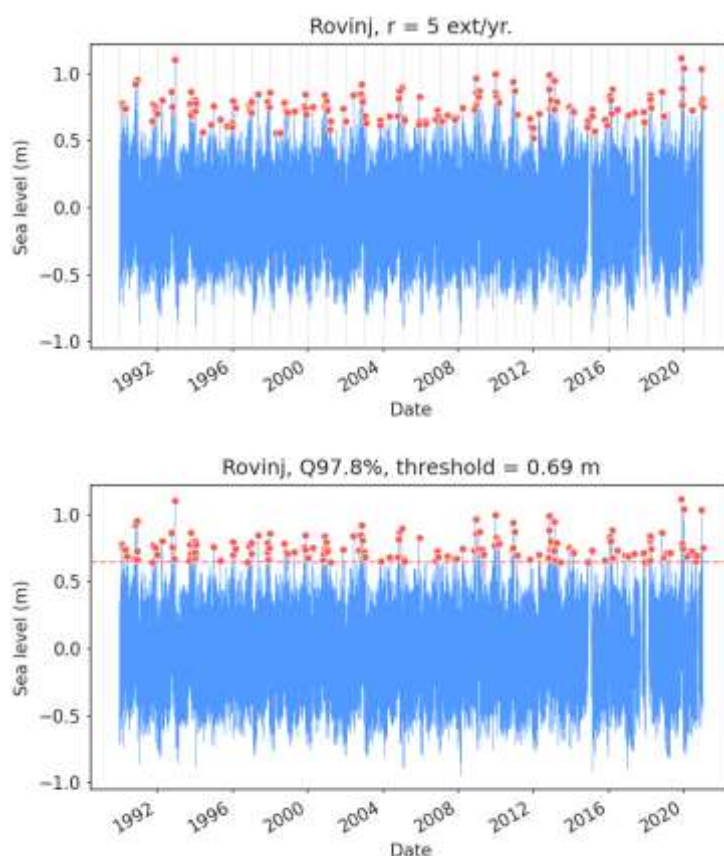 Rovinj, r = 5 ext/yr.
1.0
0.5
0.0
−0.5
−1.0
Sea level (m)
1992 1996 2000 2004 2008 2012 2016 2020
Date
Rovinj, Q97.8%, threshold = 0.69 m
1.0
0.5
0.0
−0.5
−1.0
Sea level (m)
1992 1996 2000 2004 2008 2012 2016 2020
Date